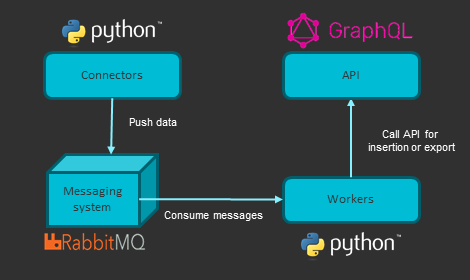 python™
GraphQL
Connectors
API
Push data
Call API for
insertion or export
Messaging
system
Consume messages
Workers
RabbitMQ
python™